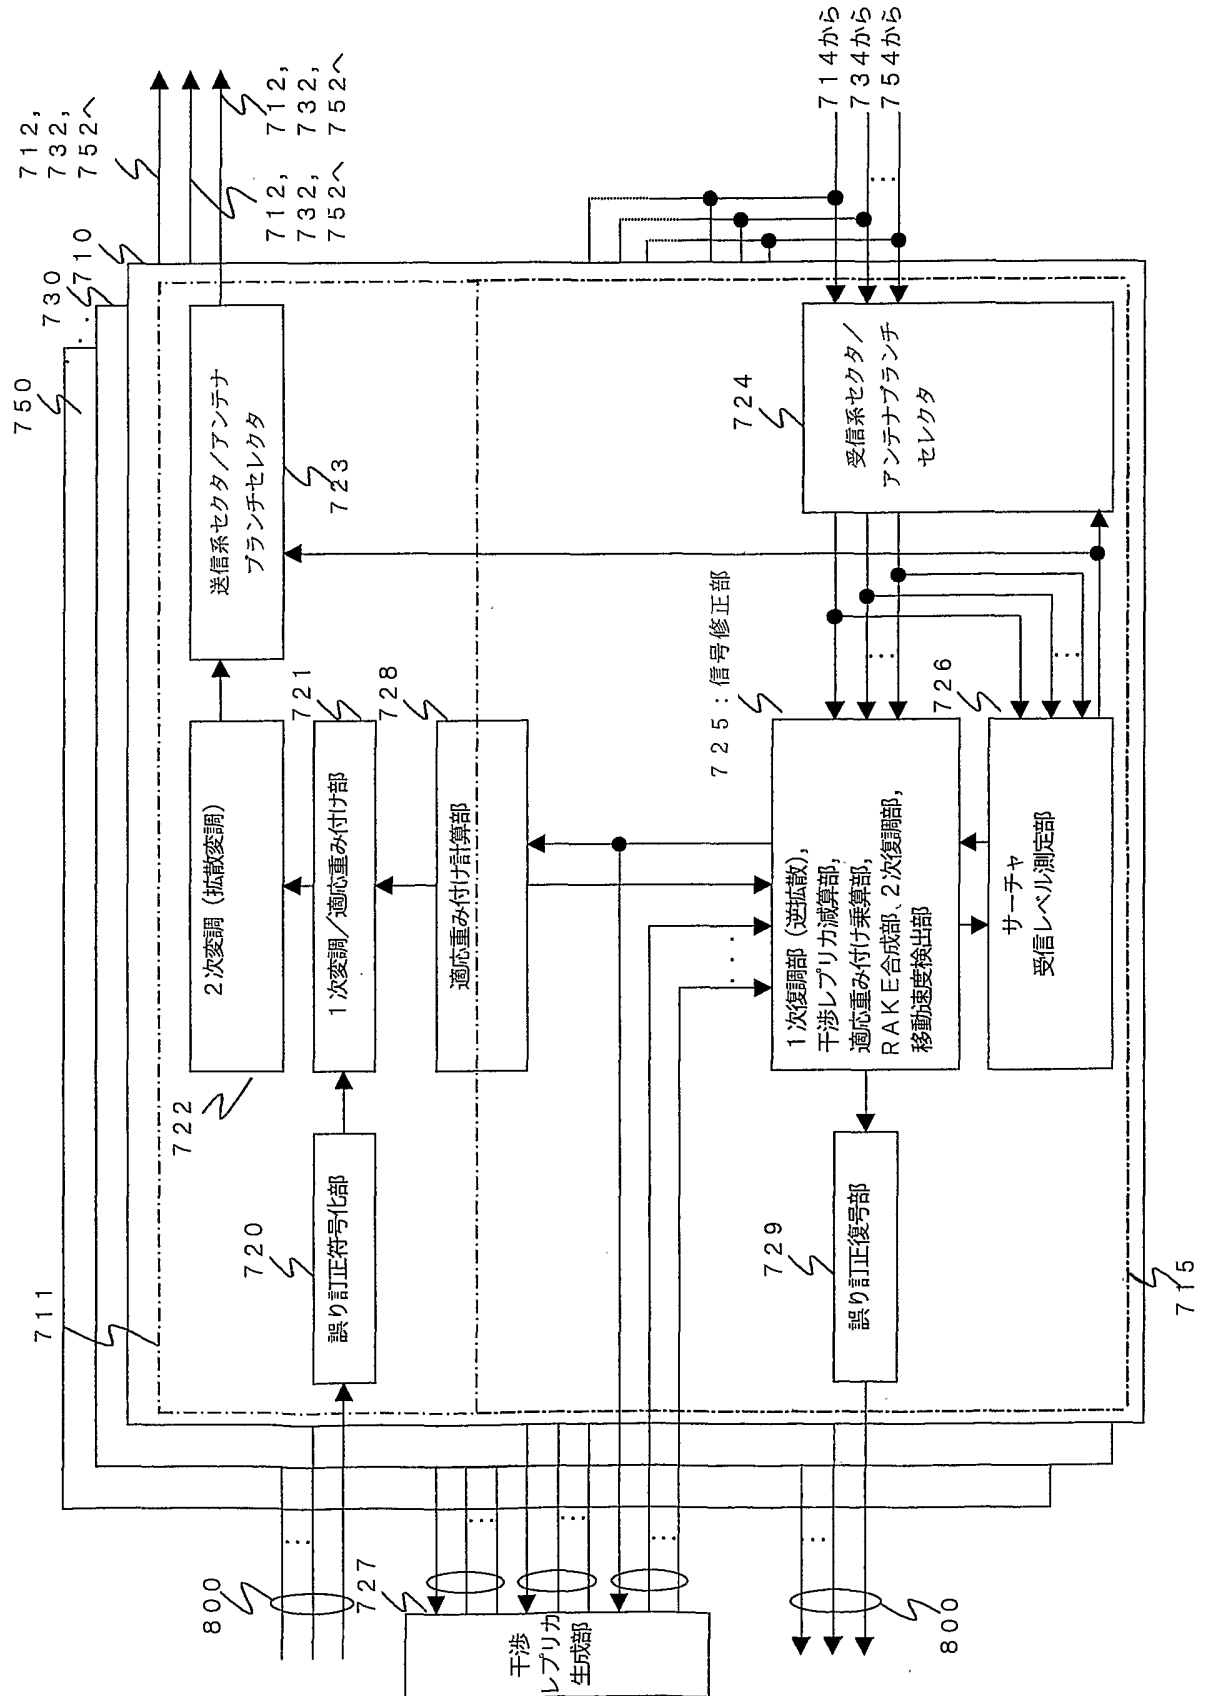 712,
732,
752へ
712,
732,
752へ
712,
732,
752へ
750
730
710
...
711
715
800
720
誤り訂正符号化部
721
1次変調／適応重み付け部
722
2次変調（拡散変調）
723
送信系セクタ／アンテナ
ブランチセレクタ
728
適応重み付け計算部
714から
734から
754から
724
受信系セクタ／
アンテナブランチ
セレクタ
725：信号修正部
1次復調部（逆拡散），
干渉レプリカ減算部，
適応重み付け乗算部，
RAKE合成部、2次復調部，
移動速度検出部
726
サーチャ
受信レベル測定部
729
誤り訂正復号部
727
干渉
レプリカ
生成部
800